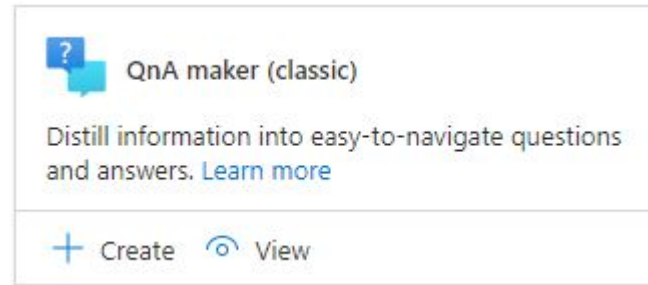 QnA maker (classic)
Distill information into easy-to-navigate questions
and answers. Learn more
Create View